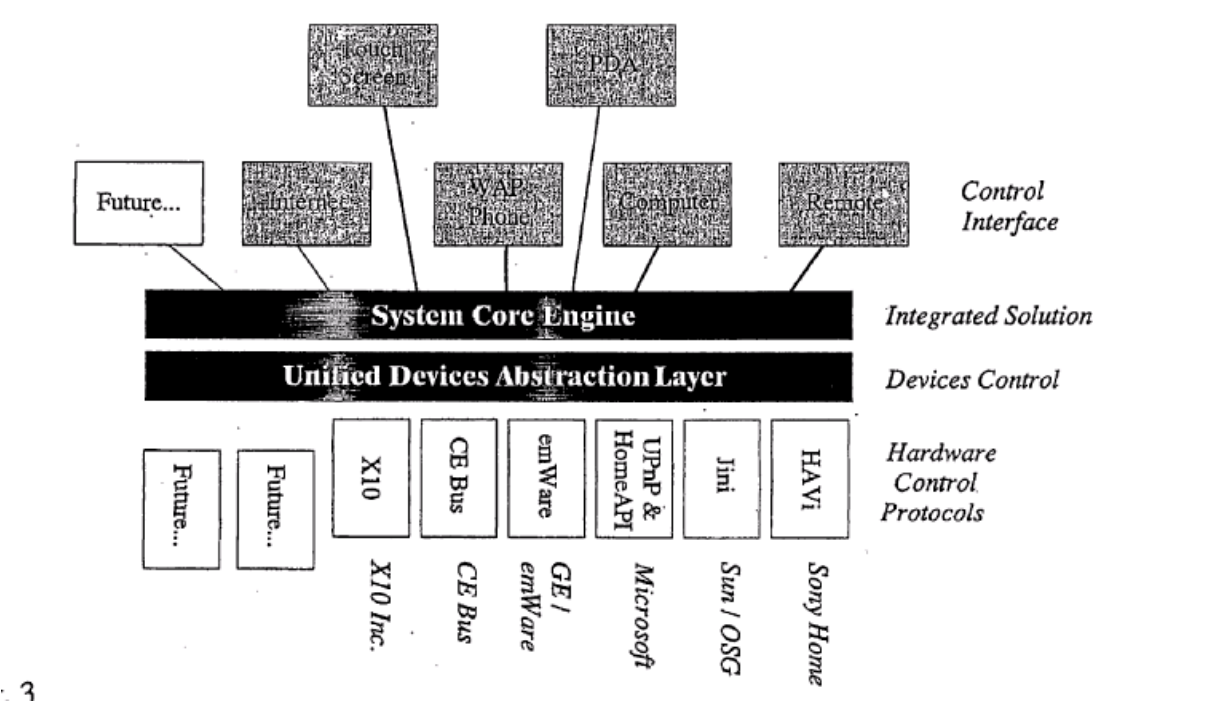 Touch
Screen
PDA
Future...
Internet
WAP
Phone
Computer
Remote
Control
Interface
System Core Engine
Integrated Solution
Unified Devices Abstraction Layer
Devices Control
Future...
Future...
X10
CE Bus
emWare
UPnP &
HomeAPI
Jini
HAVi
Hardware
Control
Protocols
X10 Inc.
CE Bus
GE /
emWare
Microsoft
Sun / OSG
Sony Home
. 3